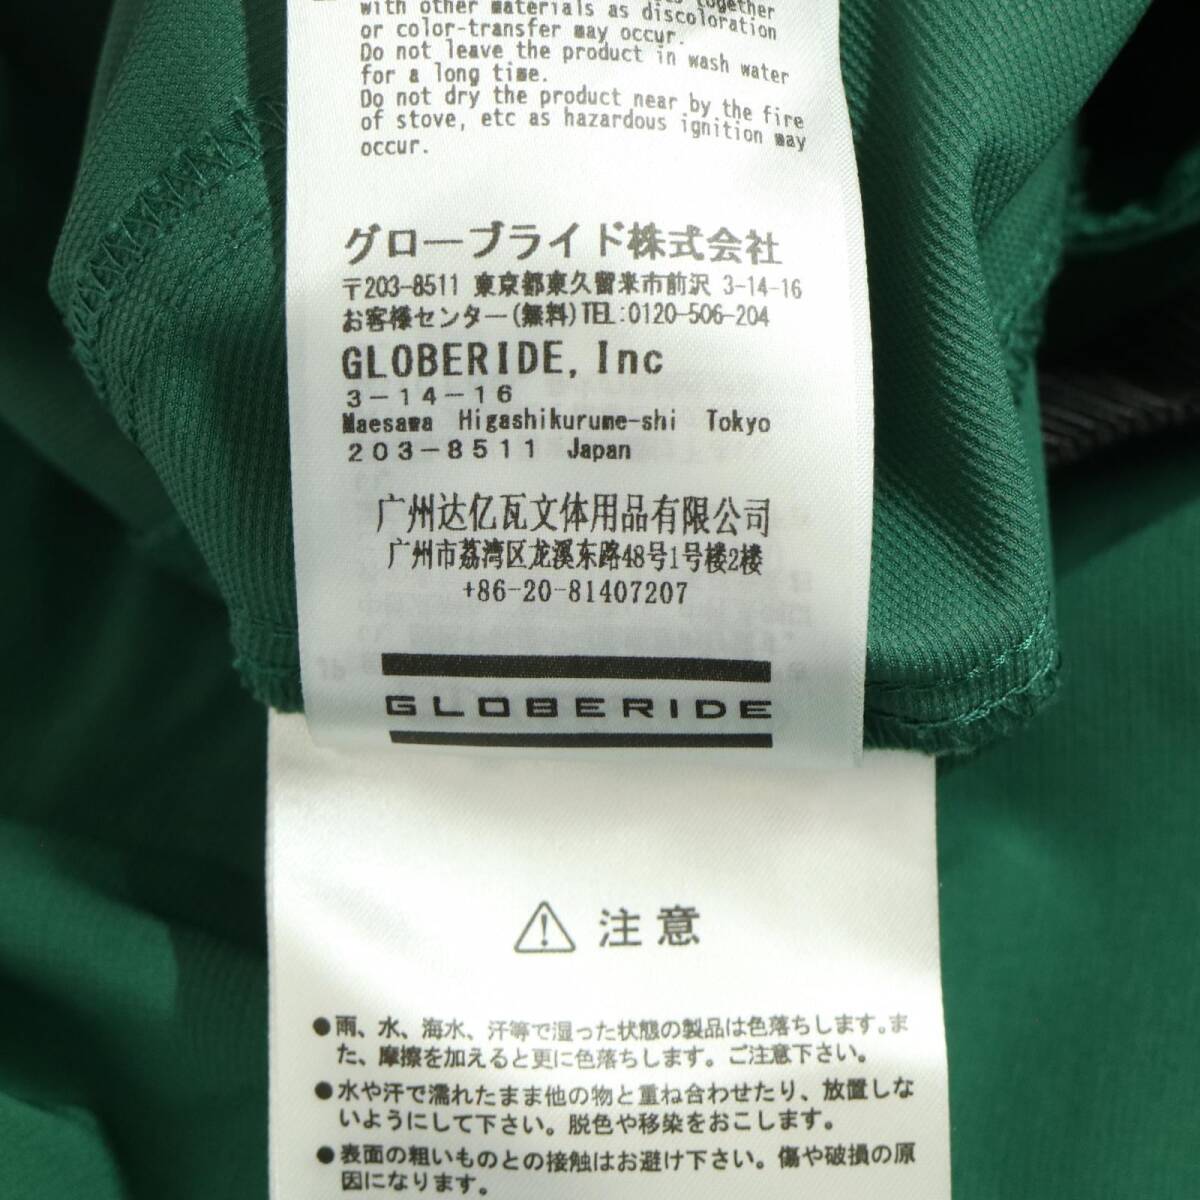 together
with other materials as discoloration
or color-transfer may occur.
Do not leave the product in wash water
for a long time.
Do not dry the product near by the fire
of stove, etc as hazardous ignition may
occur.
グローブライド株式会社
〒203-8511 東京都東久留米市前沢 3-14-16
お客様センター(無料)TEL:0120-506-204
GLOBERIDE, Inc
3-14-16
Maesawa Higashikurume-shi Tokyo
203-8511 Japan
广州达亿瓦文体用品有限公司
广州市荔湾区龙溪东路48号1号楼2楼
+86-20-81407207
GLOBERIDE
注意
●雨、水、海水、汗等で湿った状態の製品は色落ちします。ま
た、摩擦を加えると更に色落ちします。ご注意下さい。
●水や汗で濡れたまま他の物と重ね合わせたり、放置しな
いようにして下さい。脱色や移染をおこします。
●表面の粗いものとの接触はお避け下さい。傷や破損の原
因になります。